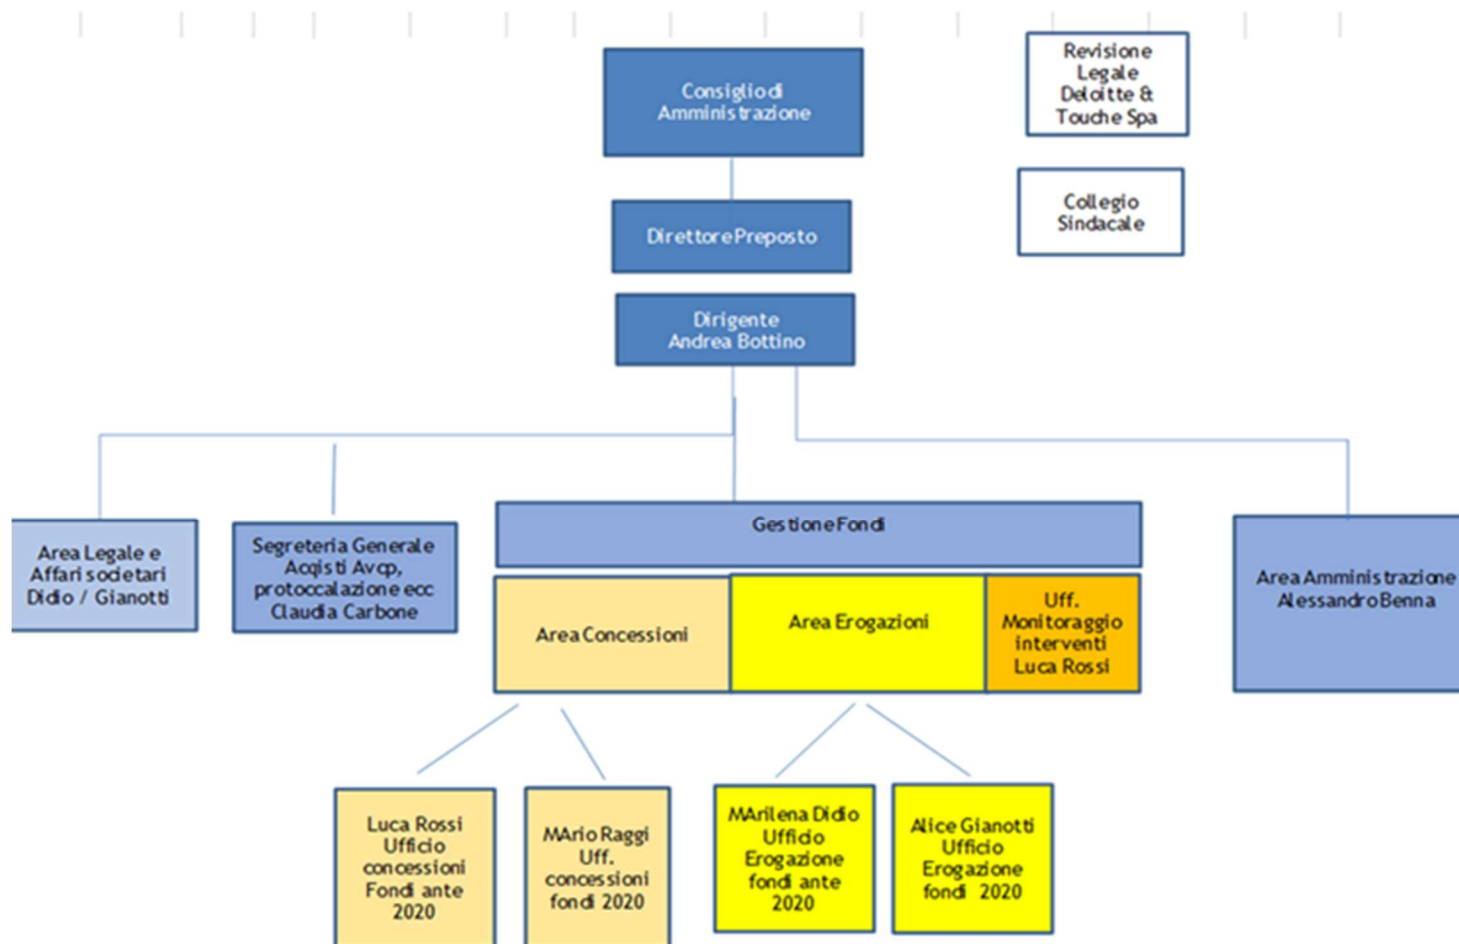 Consiglio di
Amministrazione
Revisione
Legale
Deloitte &
Touche Spa
Collegio
Sindacale
Direttore Preposto
Dirigente
Andrea Bottino
Area Legale e
Affari societari
Didio / Gianotti
Segreteria Generale
Acqisti Avcp,
protoccalazione ecc
Claudia Carbone
Gestione Fondi
Area Concessioni
Area Erogazioni
Uff.
Monitoraggio
interventi
Luca Rossi
Area Amministrazione
Alessandro Benna
Luca Rossi
Ufficio
concessioni
Fondi ante
2020
MArio Raggi
Uff.
concessioni
fondi 2020
MArilena Didio
Ufficio
Erogazione
fondi ante
2020
Alice Gianotti
Ufficio
Erogazione
fondi 2020